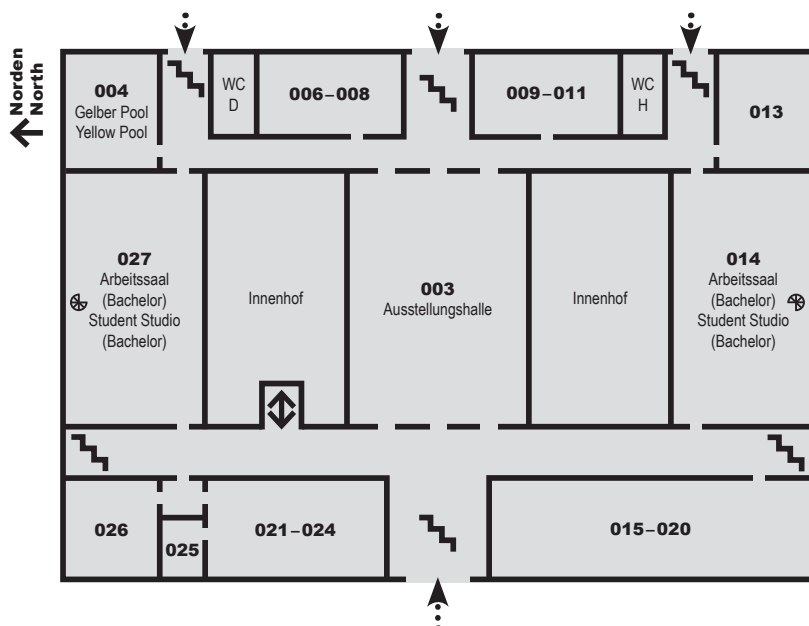 Norden
North
004
Gelber Pool
Yellow Pool
WC
D
006–008
009–011
WC
H
013
027
Arbeitssaal
(Bachelor)
Student Studio
(Bachelor)
Innenhof
003
Ausstellungshalle
Innenhof
014
Arbeitssaal
(Bachelor)
Student Studio
(Bachelor)
026
025
021–024
015–020